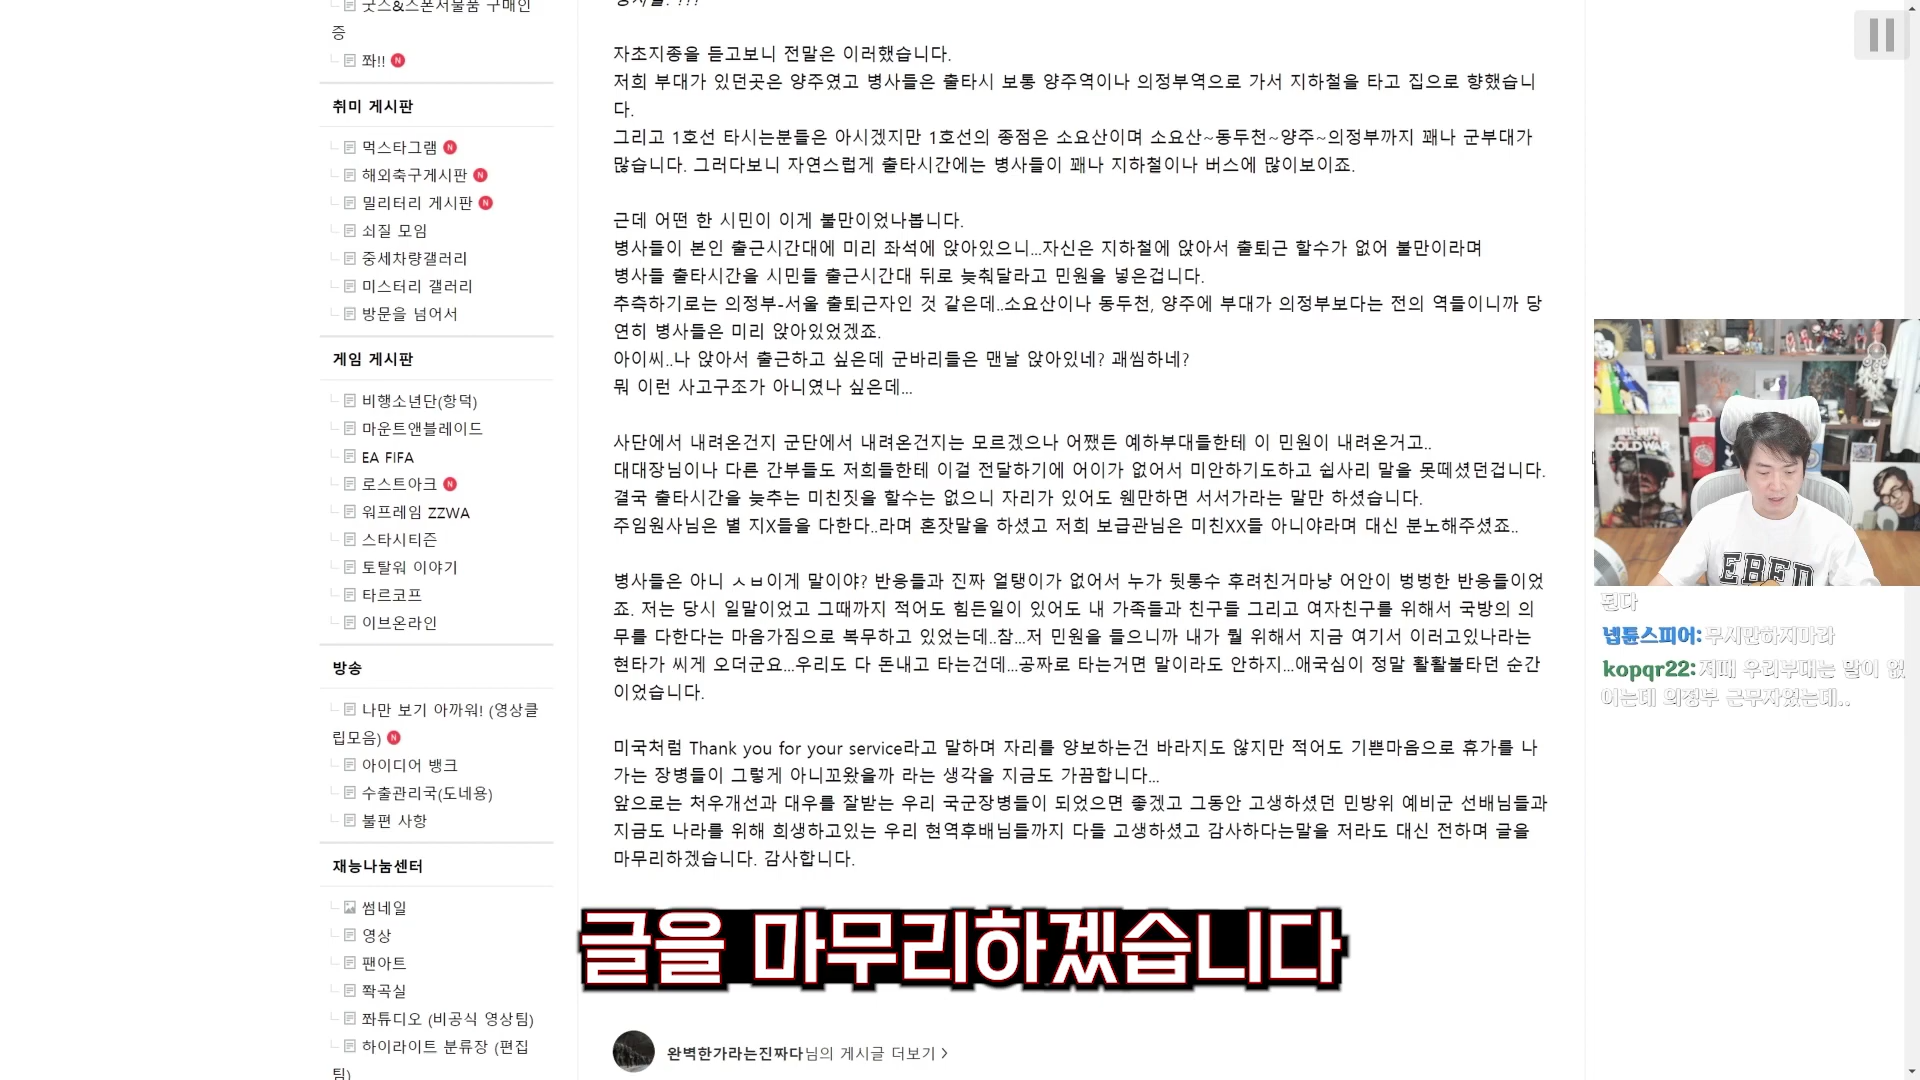 굿즈&스폰서물품 구매인
증
쫘!! N
취미 게시판
먹스타그램 N
해외축구게시판 N
밀리터리 게시판 N
쇠질 모임
중세차량갤러리
미스터리 갤러리
방문을 넘어서
게임 게시판
비행소년단(항덕)
마운트앤블레이드
EA FIFA
로스트아크 N
워프레임 ZZWA
스타시티즌
토탈워 이야기
타르코프
이브온라인
방송
나만 보기 아까워! (영상클
립모음) N
아이디어 뱅크
수출관리국(도네용)
불편 사항
재능나눔센터
썸네일
영상
팬아트
쫙곡실
쫘튜디오 (비공식 영상팀)
하이라이트 분류장 (편집
팀)
자초지종을 듣고보니 전말은 이러했습니다.
저희 부대가 있던곳은 양주였고 병사들은 출타시 보통 양주역이나 의정부역으로 가서 지하철을 타고 집으로 향했습니
다.
그리고 1호선 타시는분들은 아시겠지만 1호선의 종점은 소요산이며 소요산~동두천~양주~의정부까지 꽤나 군부대가
많습니다. 그러다보니 자연스럽게 출타시간에는 병사들이 꽤나 지하철이나 버스에 많이보이죠.
근데 어떤 한 시민이 이게 불만이었나봅니다.
병사들이 본인 출근시간대에 미리 좌석에 앉아있으니...자신은 지하철에 앉아서 출퇴근 할수가 없어 불만이라며
병사들 출타시간을 시민들 출근시간대 뒤로 늦춰달라고 민원을 넣은겁니다.
추측하기로는 의정부-서울 출퇴근자인 것 같은데..소요산이나 동두천, 양주에 부대가 의정부보다는 전의 역들이니까 당
연히 병사들은 미리 앉아있었겠죠.
아이씨..나 앉아서 출근하고 싶은데 군바리들은 맨날 앉아있네? 괘씸하네?
뭐 이런 사고구조가 아니였나 싶은데...
사단에서 내려온건지 군단에서 내려온건지는 모르겠으나 어쨌든 예하부대들한테 이 민원이 내려온거고..
대대장님이나 다른 간부들도 저희들한테 이걸 전달하기에 어이가 없어서 미안하기도하고 쉽사리 말을 못떼셨던겁니다.
결국 출타시간을 늦추는 미친짓을 할수는 없으니 자리가 있어도 웬만하면 서서가라는 말만 하셨습니다.
주임원사님은 별 지X들을 다한다..라며 혼잣말을 하셨고 저희 보급관님은 미친XX들 아니야라며 대신 분노해주셨죠..
병사들은 아니 ㅅㅂ이게 말이야? 반응들과 진짜 얼탱이가 없어서 누가 뒷통수 후려친거마냥 어안이 벙벙한 반응들이었
죠. 저는 당시 일말이었고 그때까지 적어도 힘든일이 있어도 내 가족들과 친구들 그리고 여자친구를 위해서 국방의 의
무를 다한다는 마음가짐으로 복무하고 있었는데..참...저 민원을 들으니까 내가 뭘 위해서 지금 여기서 이러고있나라는
현타가 씨게 오더군요...우리도 다 돈내고 타는건데...공짜로 타는거면 말이라도 안하지...애국심이 정말 활활불타던 순간
이었습니다.
미국처럼 Thank you for your service라고 말하며 자리를 양보하는건 바라지도 않지만 적어도 기쁜마음으로 휴가를 나
가는 장병들이 그렇게 아니꼬왔을까 라는 생각을 지금도 가끔합니다...
앞으로는 처우개선과 대우를 잘받는 우리 국군장병들이 되었으면 좋겠고 그동안 고생하셨던 민방위 예비군 선배님들과
지금도 나라를 위해 희생하고있는 우리 현역후배님들까지 다들 고생하셨고 감사하다는말을 저라도 대신 전하며 글을
마무리하겠습니다. 감사합니다.
글을 마무리하겠습니다
완벽한가라는진짜다님의 게시글 더보기 >
CALL OF DUTY
COLD WAR
된다
넵튠스피어: 무시만하지마라
kopqr22: 저때 우리부대는 말이 없
이는데 의정부 근무자였는데..